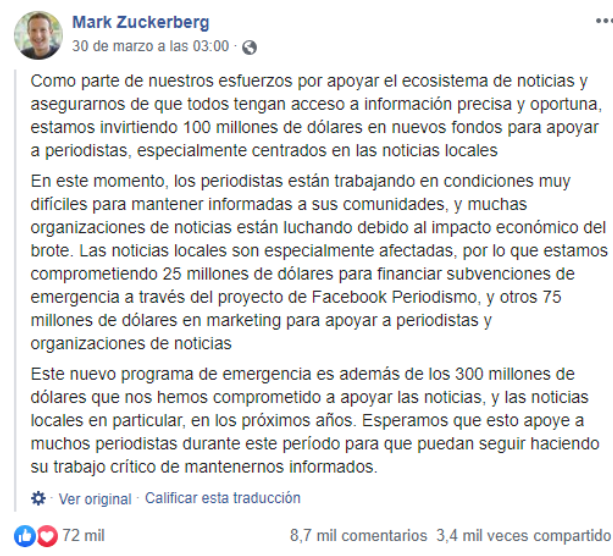 Mark Zuckerberg
30 de marzo a las 03:00 ·
Como parte de nuestros esfuerzos por apoyar el ecosistema de noticias y
asegurarnos de que todos tengan acceso a información precisa y oportuna,
estamos invirtiendo 100 millones de dólares en nuevos fondos para apoyar
a periodistas, especialmente centrados en las noticias locales
En este momento, los periodistas están trabajando en condiciones muy
difíciles para mantener informadas a sus comunidades, y muchas
organizaciones de noticias están luchando debido al impacto económico del
brote. Las noticias locales son especialmente afectadas, por lo que estamos
comprometiendo 25 millones de dólares para financiar subvenciones de
emergencia a través del proyecto de Facebook Periodismo, y otros 75
millones de dólares en marketing para apoyar a periodistas y
organizaciones de noticias
Este nuevo programa de emergencia es además de los 300 millones de
dólares que nos hemos comprometido a apoyar las noticias, y las noticias
locales en particular, en los próximos años. Esperamos que esto apoye a
muchos periodistas durante este período para que puedan seguir haciendo
su trabajo crítico de mantenernos informados.
· Ver original · Calificar esta traducción
72 mil 8,7 mil comentarios 3,4 mil veces compartido